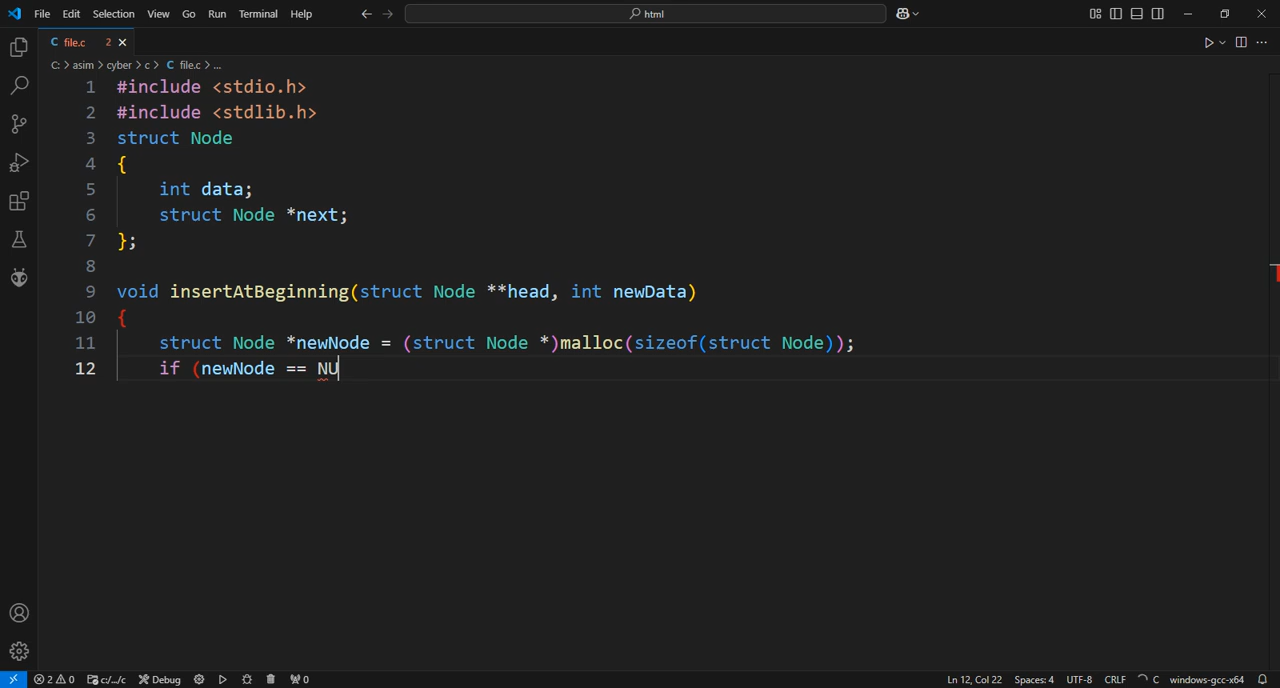 File Edit Selection View Go Run Terminal Help html
C file.c 2
C: > asim > cyber > c > C file.c > ...
1 #include <stdio.h>
2 #include <stdlib.h>
3 struct Node
4 {
5 int data;
6 struct Node *next;
7 };
8
9 void insertAtBeginning(struct Node **head, int newData)
10 {
11 struct Node *newNode = (struct Node *)malloc(sizeof(struct Node));
12 if (newNode == NU
2 0 c:/.../c Debug 0 Ln 12, Col 22 Spaces: 4 UTF-8 CRLF C windows-gcc-x64